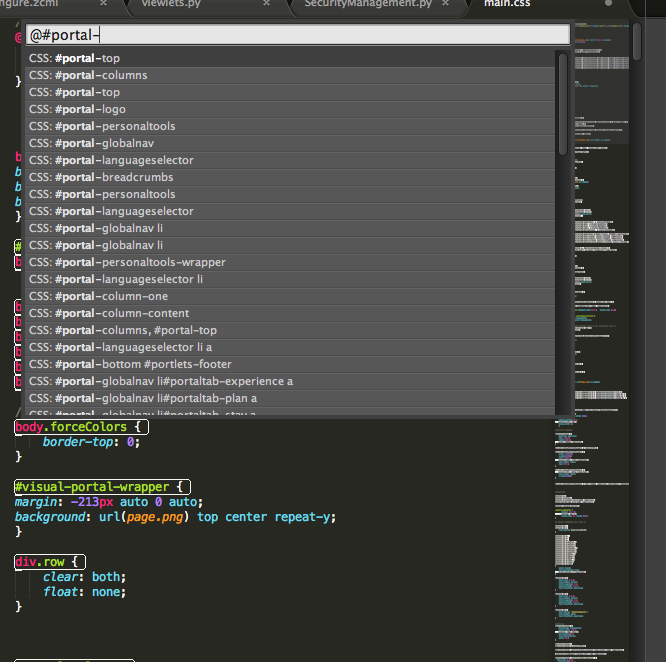 ngure.zcml
viewlets.py
SecurityManagement.py
main.css
@#portal-
CSS: #portal-top
CSS: #portal-columns
CSS: #portal-top
CSS: #portal-logo
CSS: #portal-personaltools
CSS: #portal-globalnav
CSS: #portal-languageselector
CSS: #portal-breadcrumbs
CSS: #portal-personaltools
CSS: #portal-languageselector
CSS: #portal-globalnav li
CSS: #portal-globalnav li
CSS: #portal-personaltools-wrapper
CSS: #portal-languageselector li
CSS: #portal-column-one
CSS: #portal-column-content
CSS: #portal-columns, #portal-top
CSS: #portal-languageselector li a
CSS: #portal-bottom #portlets-footer
CSS: #portal-globalnav li#portaltab-experience a
CSS: #portal-globalnav li#portaltab-plan a
CSS: #portal-globalnav li#portaltab-stay a
body.forceColors {
border-top: 0;
}
#visual-portal-wrapper {
margin: -213px auto 0 auto;
background: url(page.png) top center repeat-y;
}
div.row {
clear: both;
float: none;
}